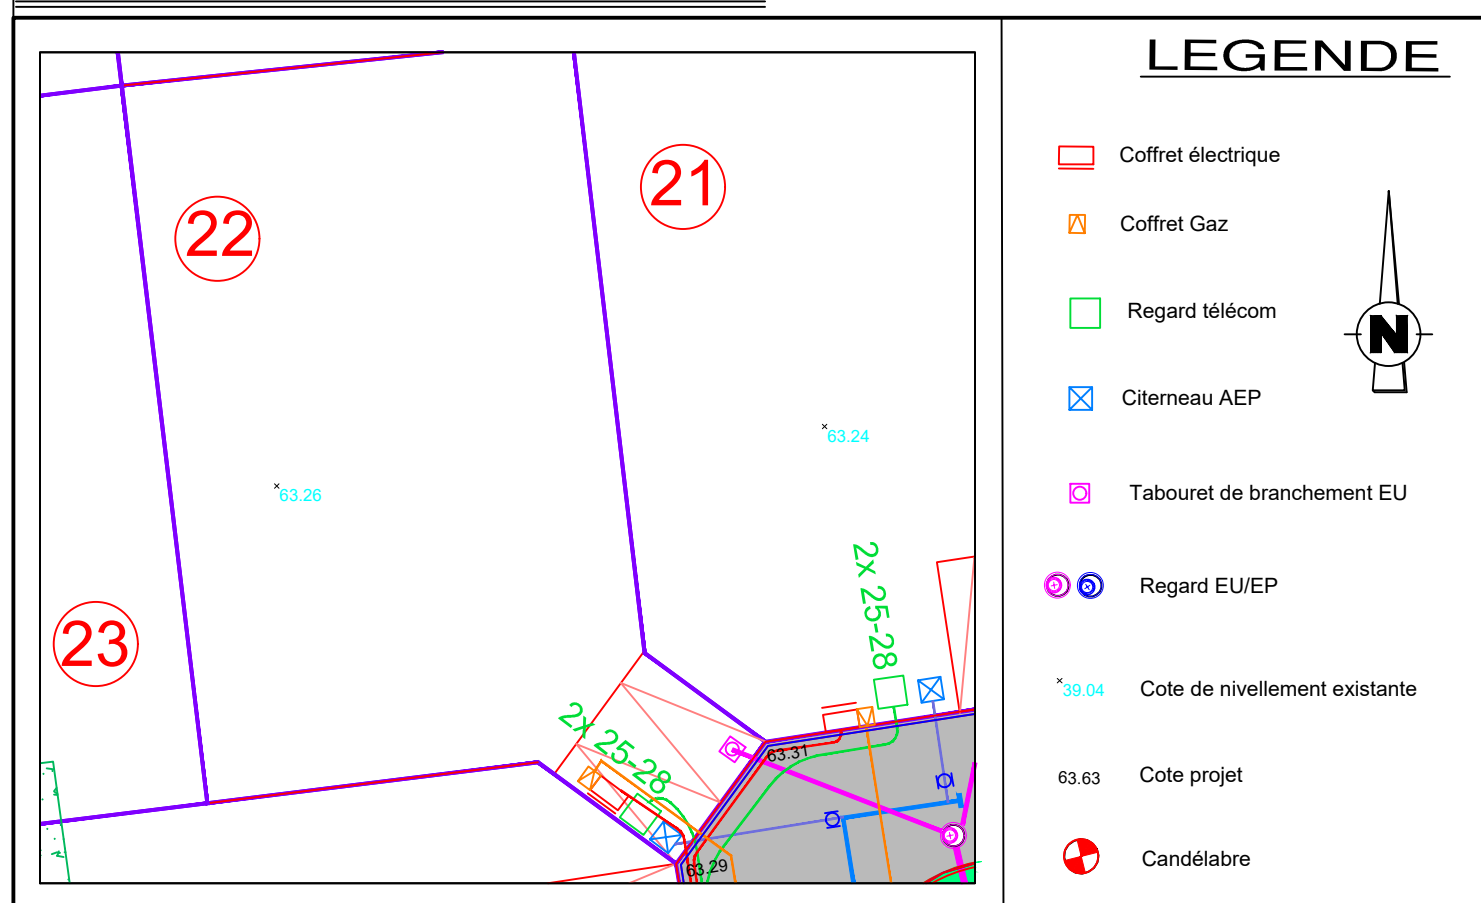 LEGENDE
21
22
23
63.24
63.26
2x 25-28
2x 25-28
63.31
63.29
Coffret électrique
Coffret Gaz
Regard télécom
N
Citerneau AEP
Tabouret de branchement EU
Regard EU/EP
39.04 Cote de nivellement existante
63.63 Cote projet
Candélabre